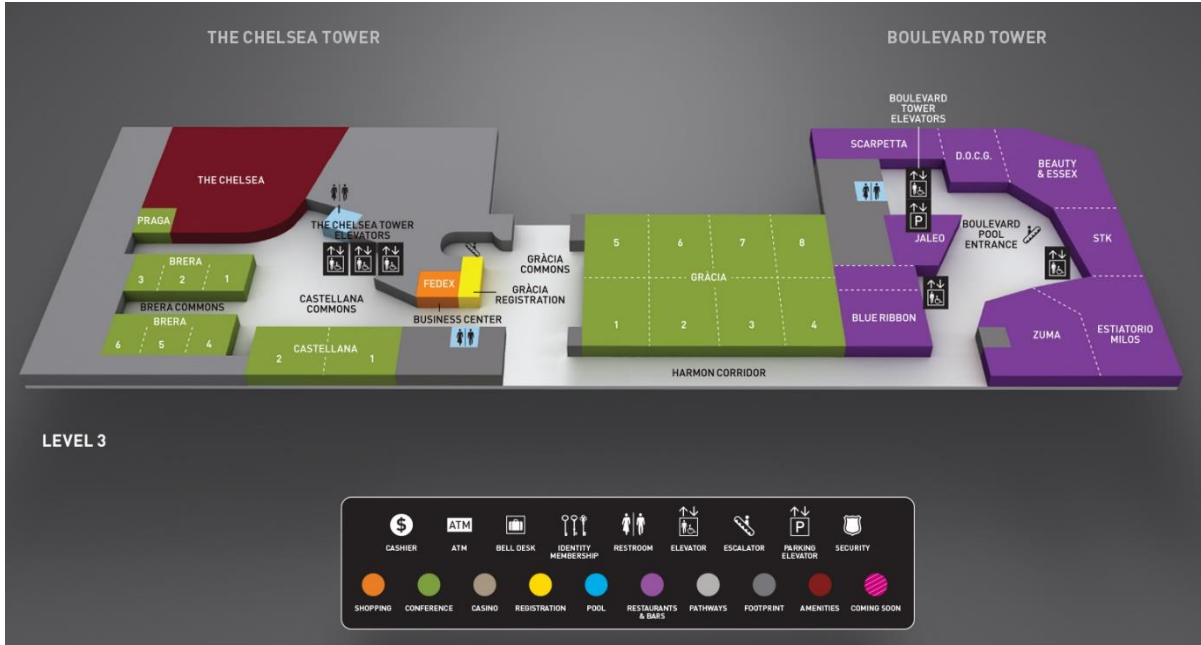 THE CHELSEA TOWER
BOULEVARD TOWER
BOULEVARD
TOWER
ELEVATORS
SCARPETTA
D.O.C.G.
BEAUTY
& ESSEX
THE CHELSEA
PRAGA
THE CHELSEA TOWER
ELEVATORS
P
JALEO
BOULEVARD
POOL
ENTRANCE
STK
BRERA
3 2 1
BRERA COMMONS
BRERA
6 5 4
CASTELLANA
COMMONS
CASTELLANA
2 1
FEDEX
BUSINESS CENTER
GRÀCIA
REGISTRATION
GRÀCIA
COMMONS
5 6 7 8
GRÀCIA
1 2 3 4
BLUE RIBBON
ZUMA
ESTIATORIO
MILOS
HARMON CORRIDOR
LEVEL 3
$ ATM P
CASHIER ATM BELL DESK IDENTITY MEMBERSHIP RESTROOM ELEVATOR ESCALATOR PARKING ELEVATOR SECURITY
SHOPPING CONFERENCE CASINO REGISTRATION POOL RESTAURANTS & BARS PATHWAYS FOOTPRINT AMENITIES COMING SOON